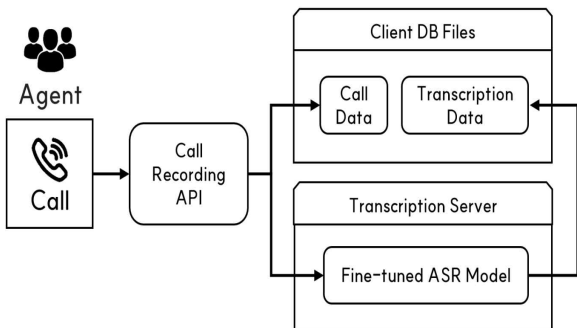 Agent
Call
Call
Recording
API
Client DB Files
Call
Data
Transcription
Data
Transcription Server
Fine-tuned ASR Model